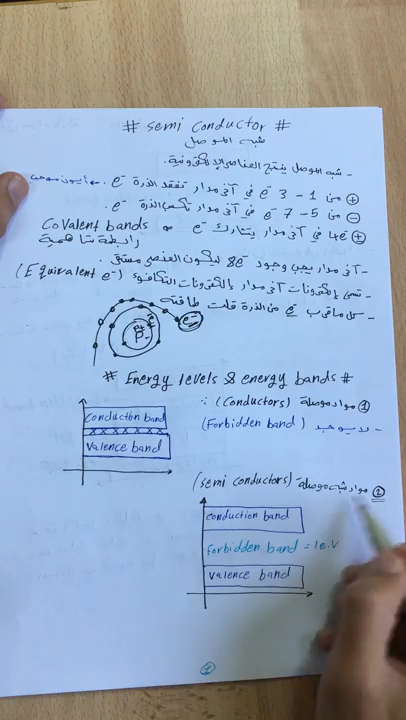 # Semi Conductor #
شبه الموصل
- شبه الموصل ينتج العناصر الإلكترونية.
⊕ من 1 - 3 e⁻ في آخر مدار تفقد الذرة e⁻.
⊖ من 5 - 7 e⁻ في آخر مدار تكسب الذرة e⁻.
⊕ 4e في آخر مدار يتشارك e⁻ Covalent bands
رابطة تساهمية
- آخر مدار يجب وجود 8e ليكون العنصر مستقر.
- تسمى إلكترونات آخر مدار بإلكترونات التكافؤ (Equivalent e⁻)
- كل ما قرب e من الذرة قلت طاقته
e⁻
P
# Energy levels & energy bands #
① مواد موصلة (Conductors) :
- لا يوجد (Forbidden band)
Conduction band
Valence band
② مواد شبه موصلة (semi conductors)
conduction band
Forbidden band = 1e.V
Valence band
①